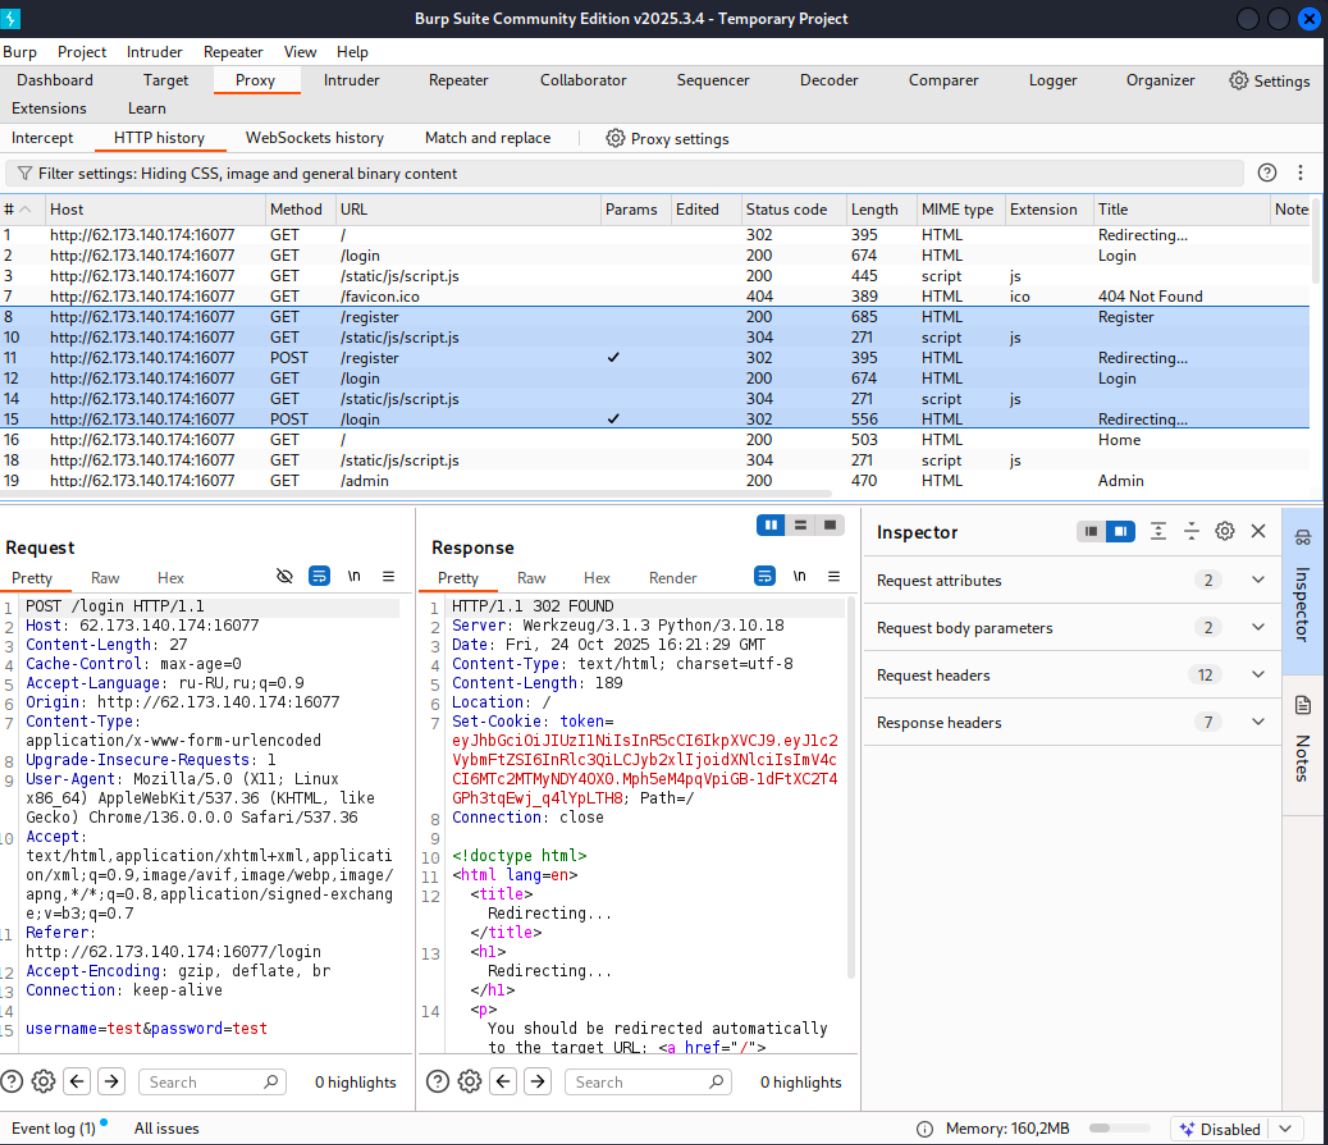 Burp Suite Community Edition v2025.3.4 - Temporary Project
Burp Project Intruder Repeater View Help
Dashboard Target Proxy Intruder Repeater Collaborator Sequencer Decoder Comparer Logger Organizer Settings
Extensions Learn
Intercept HTTP history WebSockets history Match and replace Proxy settings
Filter settings: Hiding CSS, image and general binary content
# Host Method URL Params Edited Status code Length MIME type Extension Title Note
1 http://62.173.140.174:16077 GET / 302 395 HTML Redirecting...
2 http://62.173.140.174:16077 GET /login 200 674 HTML Login
3 http://62.173.140.174:16077 GET /static/js/script.js 200 445 script js
7 http://62.173.140.174:16077 GET /favicon.ico 404 389 HTML ico 404 Not Found
8 http://62.173.140.174:16077 GET /register 200 685 HTML Register
10 http://62.173.140.174:16077 GET /static/js/script.js 304 271 script js
11 http://62.173.140.174:16077 POST /register ✓ 302 395 HTML Redirecting...
12 http://62.173.140.174:16077 GET /login 200 674 HTML Login
14 http://62.173.140.174:16077 GET /static/js/script.js 304 271 script js
15 http://62.173.140.174:16077 POST /login ✓ 302 556 HTML Redirecting...
16 http://62.173.140.174:16077 GET / 200 503 HTML Home
18 http://62.173.140.174:16077 GET /static/js/script.js 304 271 script js
19 http://62.173.140.174:16077 GET /admin 200 470 HTML Admin
Request
Pretty Raw Hex \n
1 POST /login HTTP/1.1
2 Host: 62.173.140.174:16077
3 Content-Length: 27
4 Cache-Control: max-age=0
5 Accept-Language: ru-RU,ru;q=0.9
6 Origin: http://62.173.140.174:16077
7 Content-Type:
application/x-www-form-urlencoded
8 Upgrade-Insecure-Requests: 1
9 User-Agent: Mozilla/5.0 (X11; Linux
x86_64) AppleWebKit/537.36 (KHTML, like
Gecko) Chrome/136.0.0.0 Safari/537.36
10 Accept:
text/html,application/xhtml+xml,applicati
on/xml;q=0.9,image/avif,image/webp,image/
apng,*/*;q=0.8,application/signed-exchang
e;v=b3;q=0.7
11 Referer:
http://62.173.140.174:16077/login
12 Accept-Encoding: gzip, deflate, br
13 Connection: keep-alive
14
15 username=test&password=test
Search 0 highlights
Response
Pretty Raw Hex Render \n
1 HTTP/1.1 302 FOUND
2 Server: Werkzeug/3.1.3 Python/3.10.18
3 Date: Fri, 24 Oct 2025 16:21:29 GMT
4 Content-Type: text/html; charset=utf-8
5 Content-Length: 189
6 Location: /
7 Set-Cookie: token=
eyJhbGciOiJIUzI1NiIsInR5cCI6IkpXVCJ9.eyJ1c2
VybmFtZSI6InRlc3QiLCJyb2xlIjoidXNlciIsImV4c
CI6MTc2MTMyNDY4OX0.Mph5eM4pqVpiGB-1dFtXC2T4
GPh3tqEwj_q4lYpLTH8; Path=/
8 Connection: close
9
10 <!doctype html>
11 <html lang=en>
12 <title>
Redirecting...
</title>
13 <h1>
Redirecting...
</h1>
14 <p>
You should be redirected automatically
to the target URL: <a href="/">
Search 0 highlights
Inspector
Request attributes 2
Request body parameters 2
Request headers 12
Response headers 7
Inspector
Notes
Event log (1) All issues Memory: 160,2MB Disabled